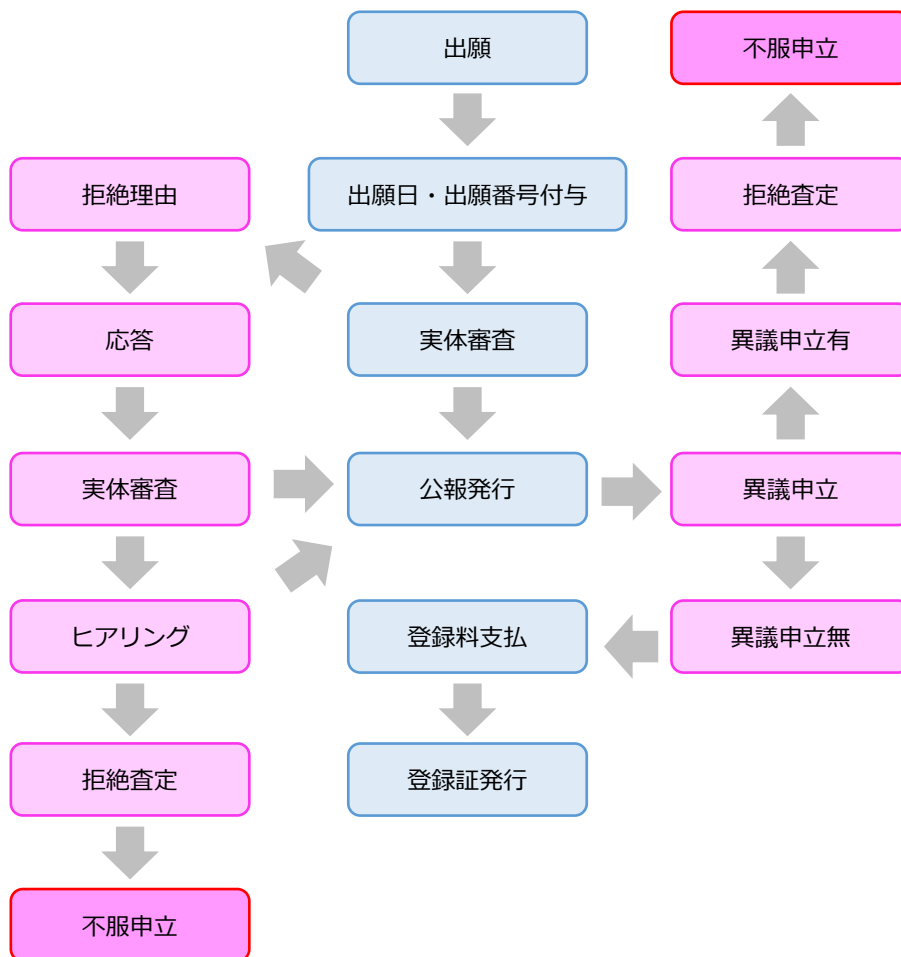 出願
不服申立
拒絶理由
出願日・出願番号付与
拒絶査定
応答
実体審査
異議申立有
実体審査
公報発行
異議申立
ヒアリング
登録料支払
異議申立無
拒絶査定
登録証発行
不服申立